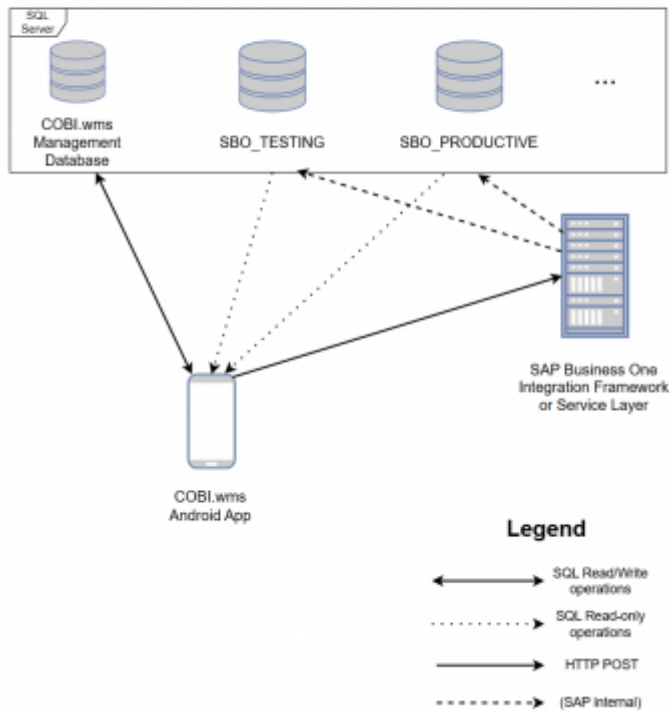 SQL
Server
COBI.wms
Management
Database
SBO_TESTING
SBO_PRODUCTIVE
...
SAP Business One
Integration Framework
or Service Layer
COBI.wms
Android App
Legend
SQL Read/Write
operations
SQL Read-only
operations
HTTP POST
(SAP Internal)